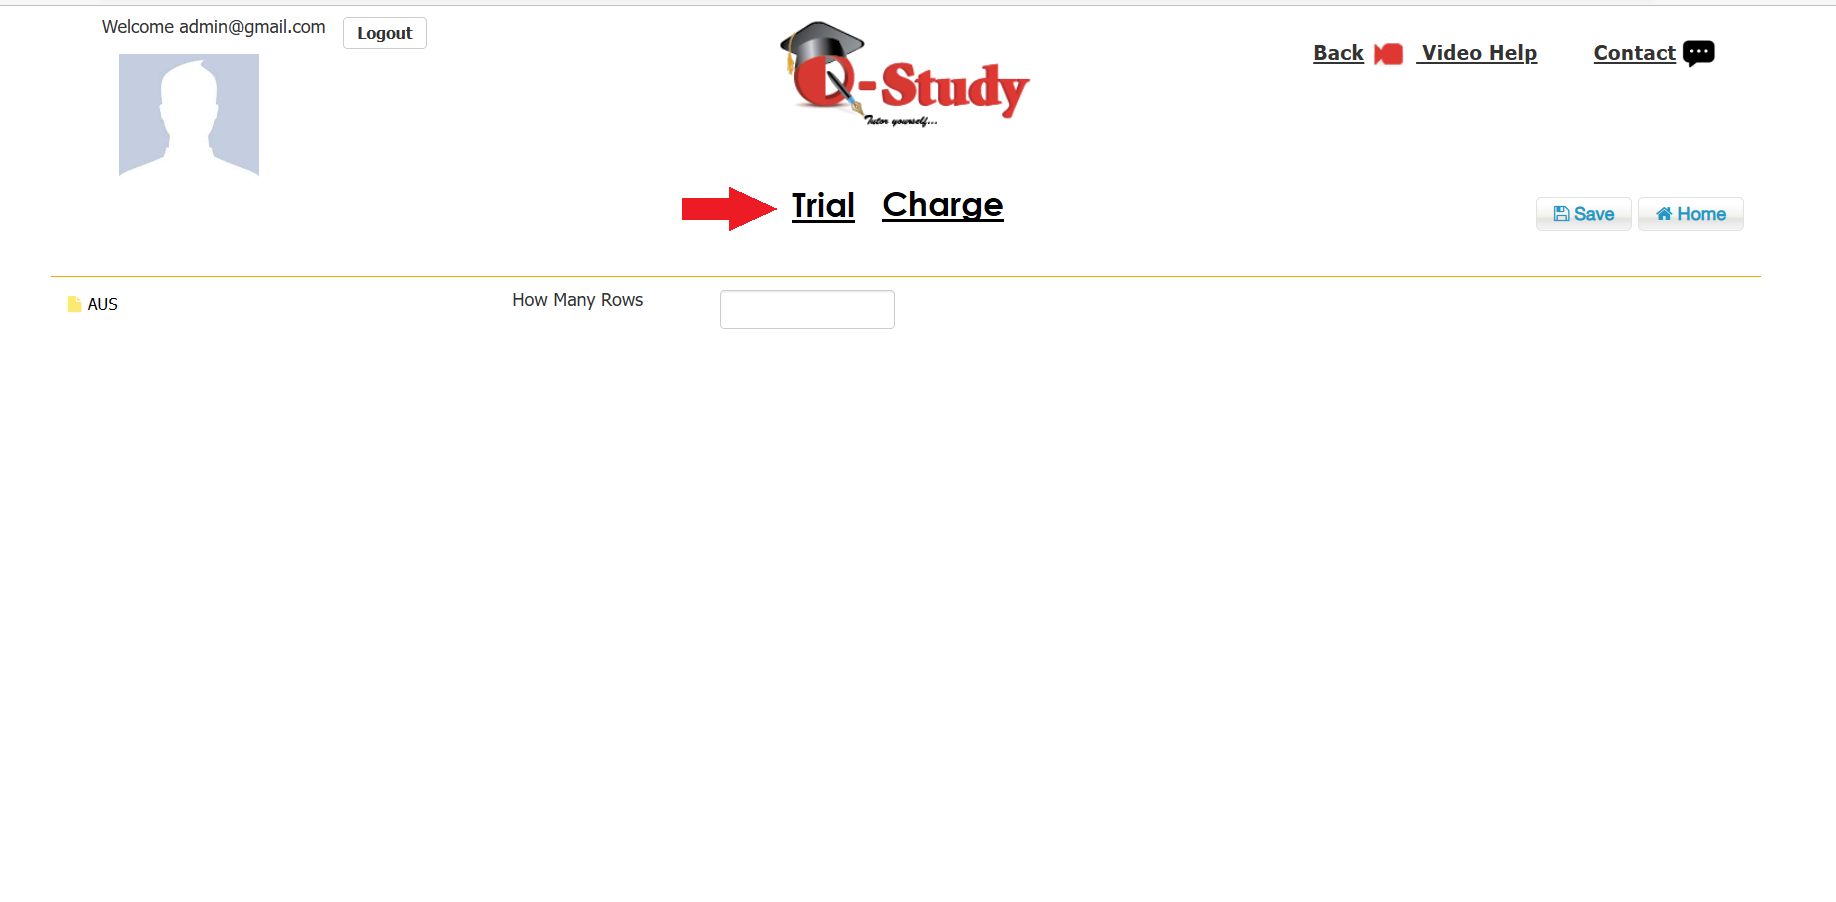 Welcome admin@gmail.com
Logout
Q-Study
Tutor yourself...
Back
Video Help
Contact
Trial
Charge
Save
Home
AUS
How Many Rows